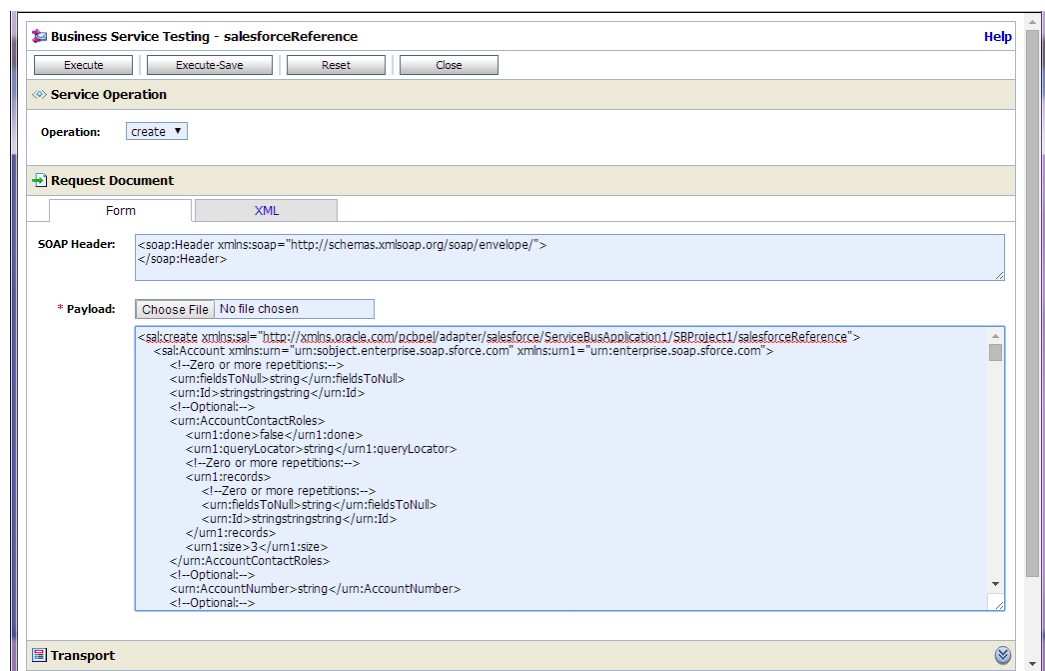 Business Service Testing - salesforceReference
Help
Execute
Execute-Save
Reset
Close
Service Operation
Operation:
create
Request Document
Form
XML
SOAP Header:
<soap:Header xmlns:soap="http://schemas.xmlsoap.org/soap/envelope/">
</soap:Header>
* Payload:
Choose File No file chosen
<sal:create xmlns:sal="http://xmlns.oracle.com/pcbpel/adapter/salesforce/ServiceBusApplication1/SBProject1/salesforceReference">
<sal:Account xmlns:urn="urn:sobject.enterprise.soap.sforce.com" xmlns:urn1="urn:enterprise.soap.sforce.com">
<!--Zero or more repetitions:-->
<urn:fieldsToNull>string</urn:fieldsToNull>
<urn:Id>stringstringstring</urn:Id>
<!--Optional:-->
<urn:AccountContactRoles>
<urn1:done>false</urn1:done>
<urn1:queryLocator>string</urn1:queryLocator>
<!--Zero or more repetitions:-->
<urn1:records>
<!--Zero or more repetitions:-->
<urn:fieldsToNull>string</urn:fieldsToNull>
<urn:Id>stringstringstring</urn:Id>
</urn1:records>
<urn1:size>3</urn1:size>
</urn:AccountContactRoles>
<!--Optional:-->
<urn:AccountNumber>string</urn:AccountNumber>
<!--Optional:-->
Transport